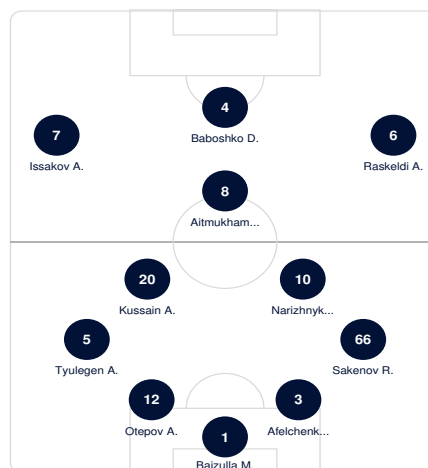 4
Baboshko D.
7
Issakov A.
6
Raskeldi A.
8
Aitmukham...
20
Kussain A.
10
Narizhnyk...
5
Tyulegen A.
66
Sakenov R.
12
Otepov A.
3
Afelchenk...
1
Baizulla M.